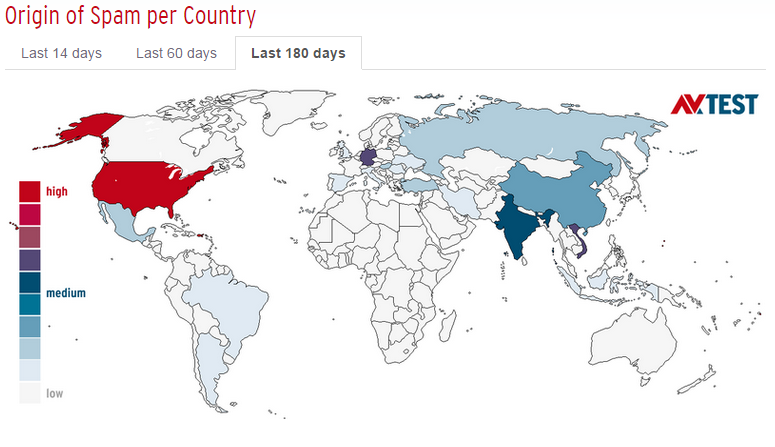 Origin of Spam per Country
Last 14 days
Last 60 days
Last 180 days
AVTEST
high
medium
low